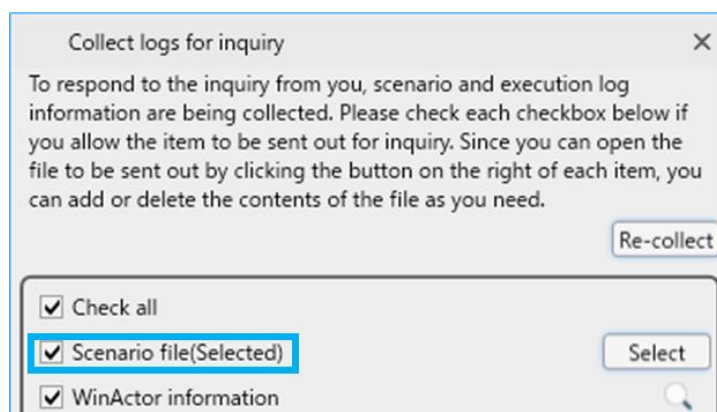 Collect logs for inquiry
To respond to the inquiry from you, scenario and execution log
information are being collected. Please check each checkbox below if
you allow the item to be sent out for inquiry. Since you can open the
file to be sent out by clicking the button on the right of each item, you
can add or delete the contents of the file as you need.
Re-collect
Check all
Scenario file(Selected) Select
WinActor information